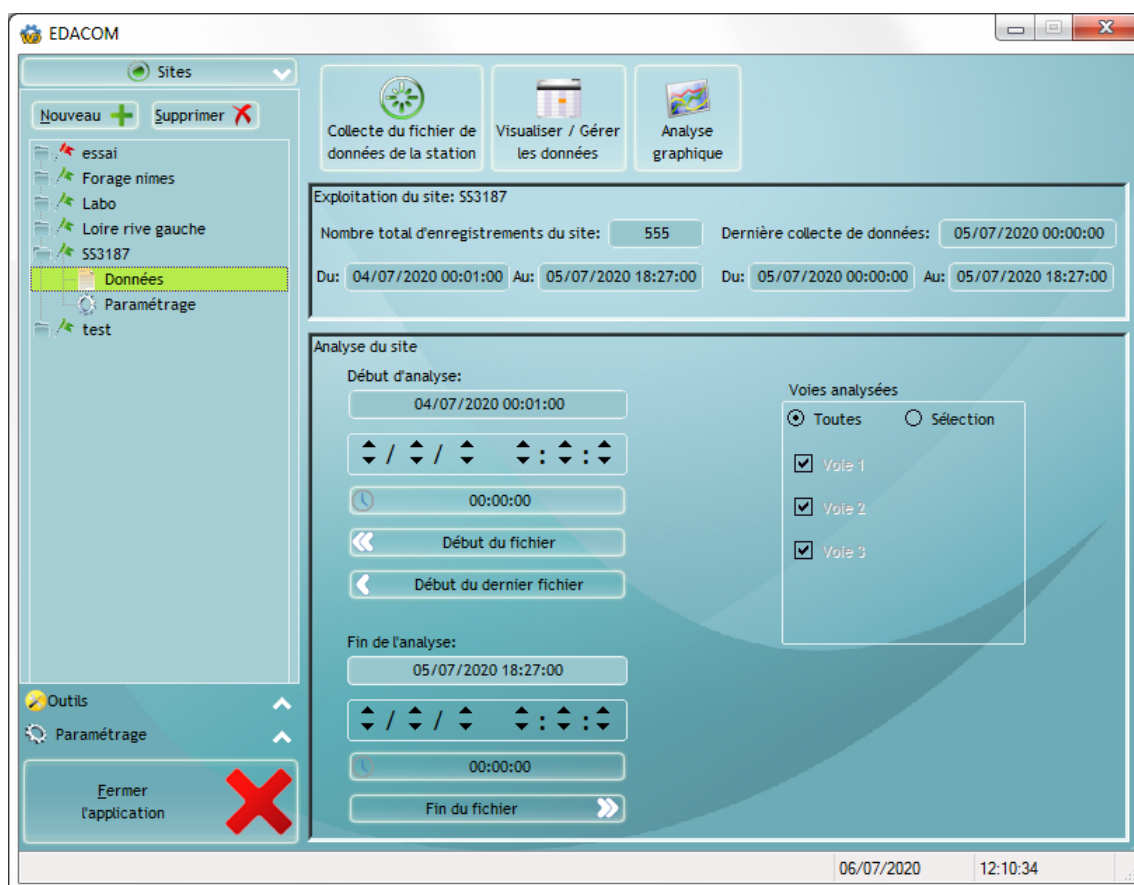 EDACOM
Sites
Nouveau
Supprimer
essai
Forage nimes
Labo
Loire rive gauche
SS3187
Données
Paramétrage
test
Outils
Paramétrage
Fermer
l'application
Collecte du fichier de
données de la station
Visualiser / Gérer
les données
Analyse
graphique
Exploitation du site: SS3187
Nombre total d'enregistrements du site: 555 Dernière collecte de données: 05/07/2020 00:00:00
Du: 04/07/2020 00:01:00 Au: 05/07/2020 18:27:00 Du: 05/07/2020 00:00:00 Au: 05/07/2020 18:27:00
Analyse du site
Début d'analyse:
04/07/2020 00:01:00
/ / : :
00:00:00
Début du fichier
Début du dernier fichier
Fin de l'analyse:
05/07/2020 18:27:00
/ / : :
00:00:00
Fin du fichier
Voies analysées
Toutes Sélection
Voie 1
Voie 2
Voie 3
06/07/2020 12:10:34